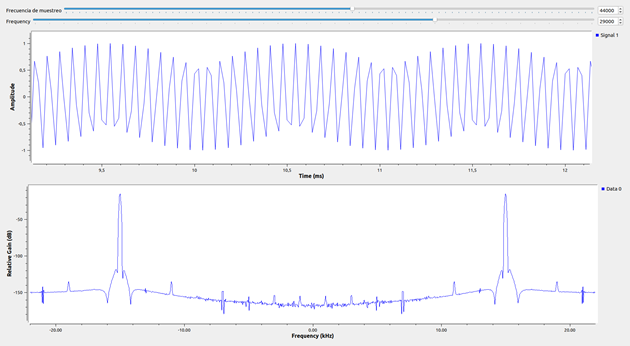 Frecuencia de muestreo 44000
Frequency 29000
Signal 1
Amplitude
1
0,5
0
-0,5
-1
9,5 10 10,5 11 11,5 12
Time (ms)
Data 0
Relative Gain (dB)
-50
-100
-150
-20.00 -10.00 0.00 10.00 20.00
Frequency (kHz)